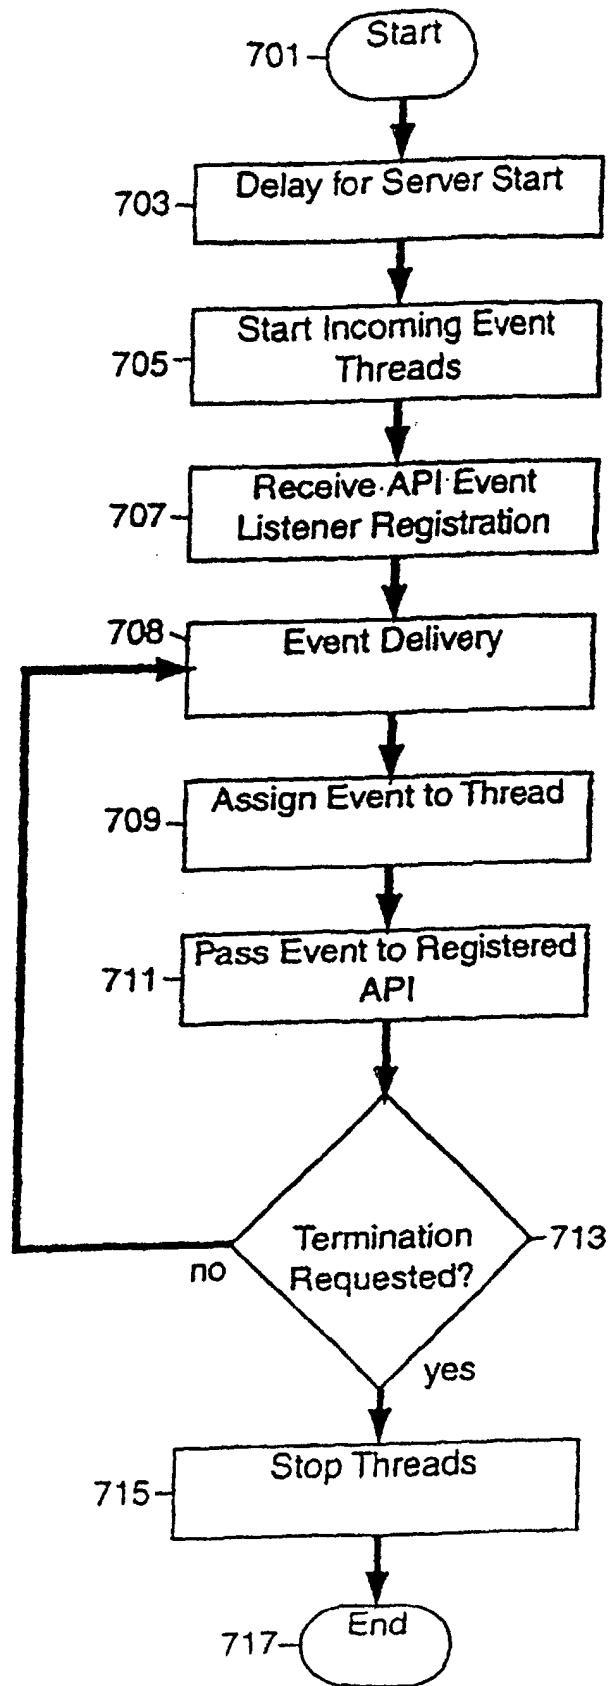 Start
701
Delay for Server Start
703
Start Incoming Event
Threads
705
Receive API Event
Listener Registration
707
708
Event Delivery
Assign Event to Thread
709
Pass Event to Registered
API
711
Termination
Requested?
713
no
yes
Stop Threads
715
End
717